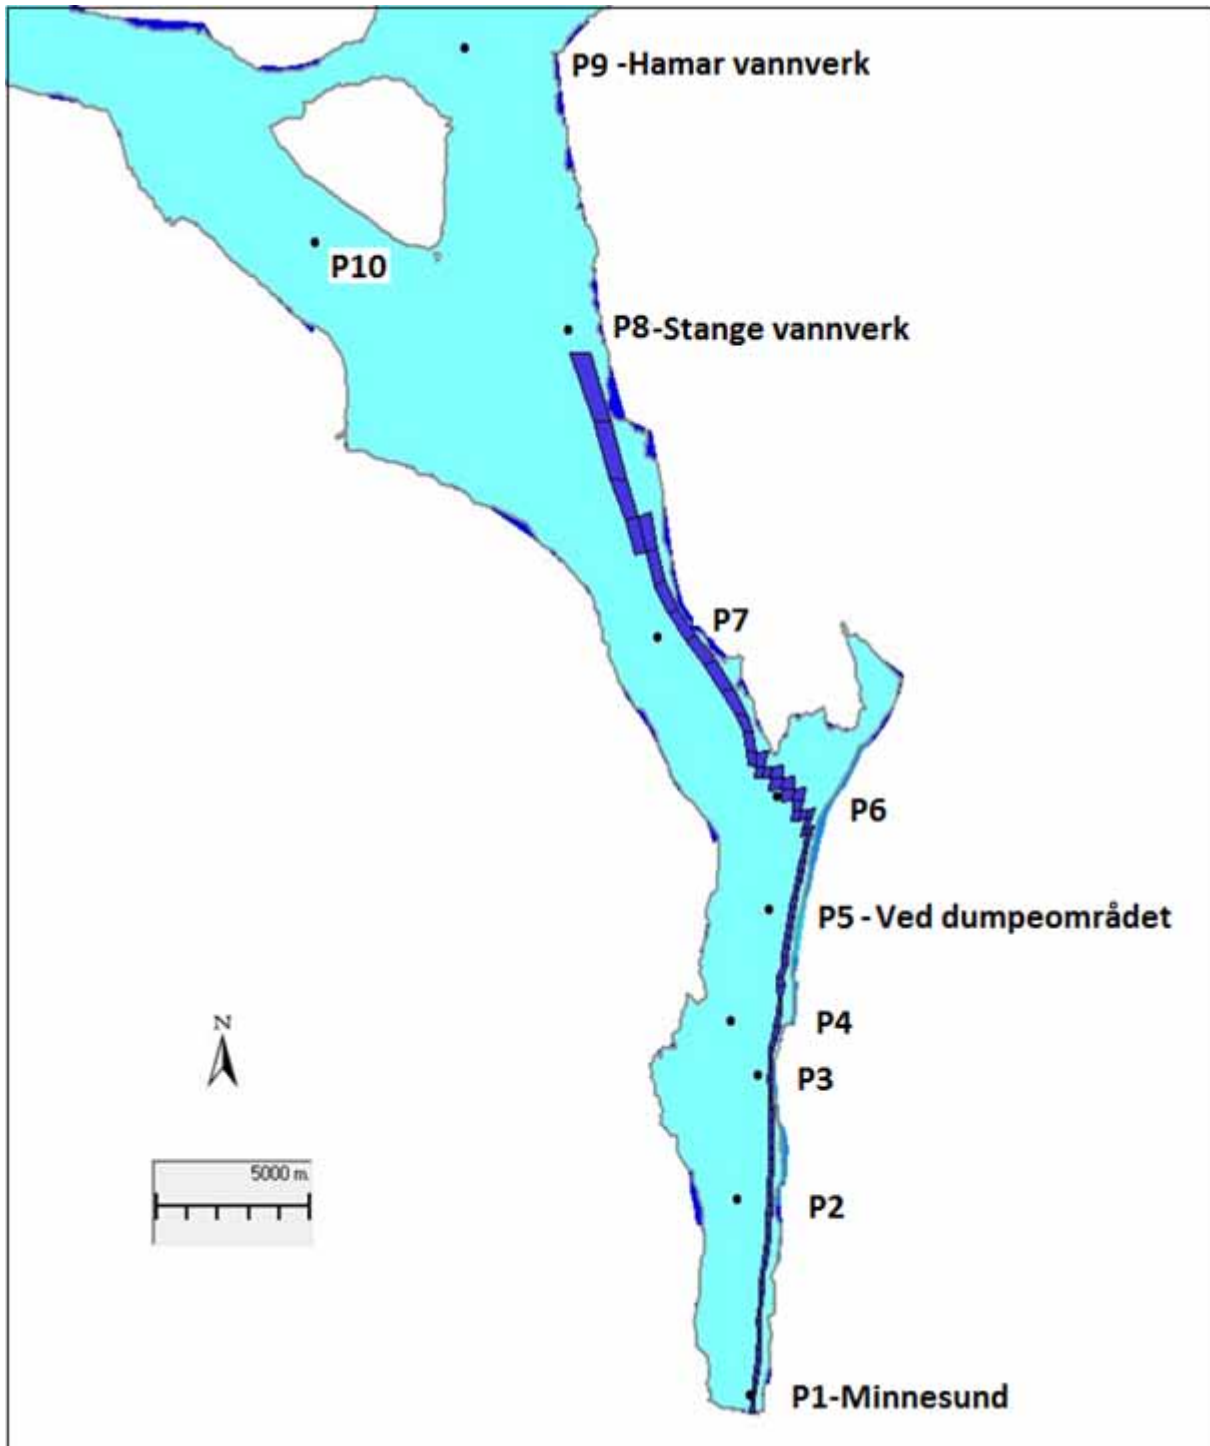 P9 -Hamar vannverk
P10
P8-Stange vannverk
P7
P6
P5 - Ved dumpeområdet
N
P4
P3
5000 m.
P2
P1-Minnesund